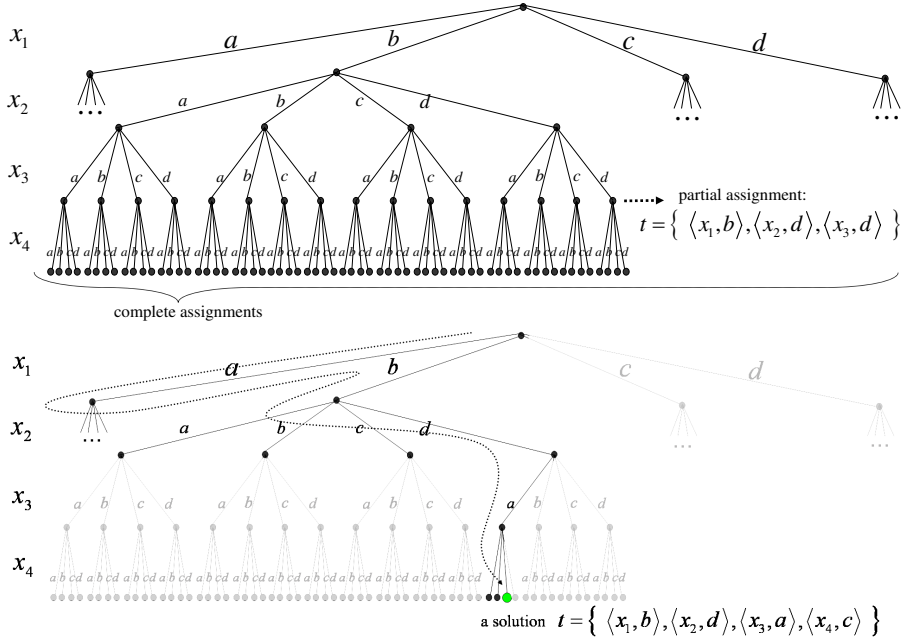 x₁ a b c d
...
x₂ a b c d
... ...
x₃ a b c d a b c d a b c d a b c d
partial assignment:
t = { ⟨x₁, b⟩, ⟨x₂, d⟩, ⟨x₃, d⟩ }
x₄ a b c d a b c d a b c d a b c d a b c d a b c d a b c d a b c d a b c d a b c d a b c d a b c d a b c d a b c d a b c d a b c d
complete assignments
x₁ a b c d
... ... ...
x₂ a b c d
x₃ a b c d a b c d a b c d a b c d
x₄ a b c d a b c d a b c d a b c d a b c d a b c d a b c d a b c d a b c d a b c d a b c d a b c d a b c d a b c d a b c d
a solution t = { ⟨x₁, b⟩, ⟨x₂, d⟩, ⟨x₃, a⟩, ⟨x₄, c⟩ }